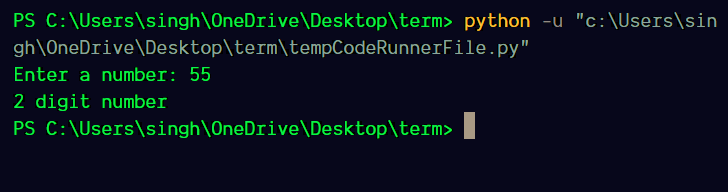 PS C:\Users\singh\OneDrive\Desktop\term> python -u "c:\Users\sin
gh\OneDrive\Desktop\term\tempCodeRunnerFile.py"
Enter a number: 55
2 digit number
PS C:\Users\singh\OneDrive\Desktop\term>